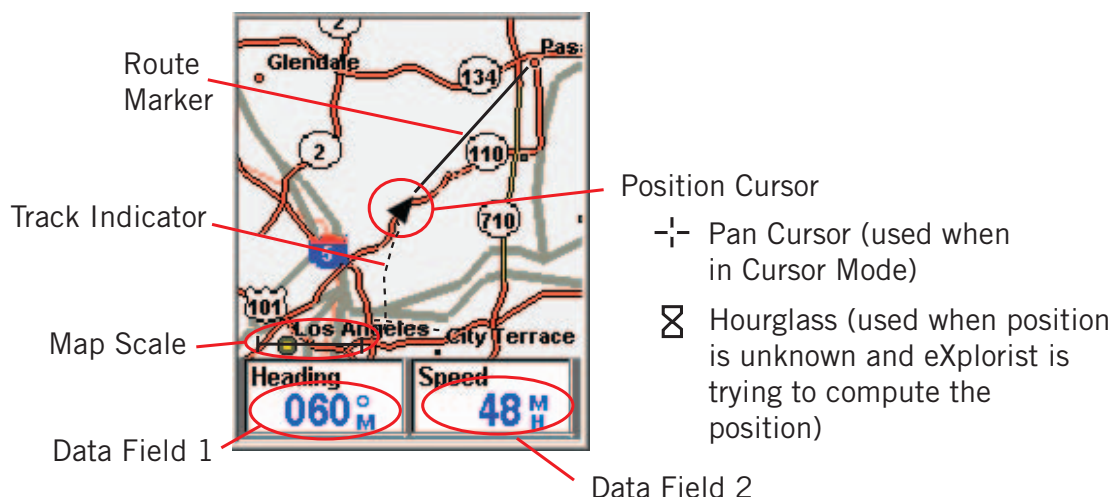 Route
Marker
Track Indicator
Map Scale
Data Field 1
2
Glendale
134
2
110
710
5
101
Los Angeles
City Terrace
Heading
060 O M
Speed
48 M H
Position Cursor
Pan Cursor (used when
in Cursor Mode)
Hourglass (used when position
is unknown and eXplorist is
trying to compute the
position)
Data Field 2